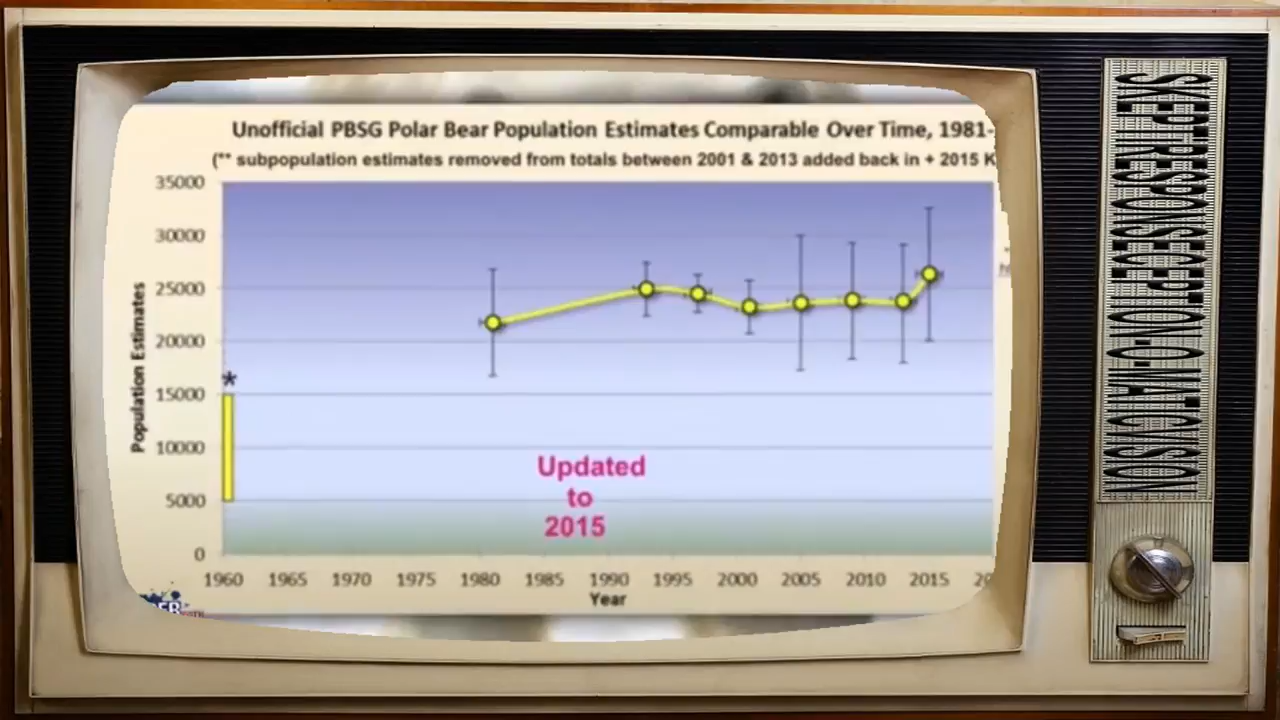 Unofficial PBSG Polar Bear Population Estimates Comparable Over Time, 1981-
(** subpopulation estimates removed from totals between 2001 & 2013 added back in + 2015 K
35000
30000
25000
20000
*
15000
10000
5000
0
Population Estimates
Updated
to
2015
1960 1965 1970 1975 1980 1985 1990 1995 2000 2005 2010 2015 20
Year